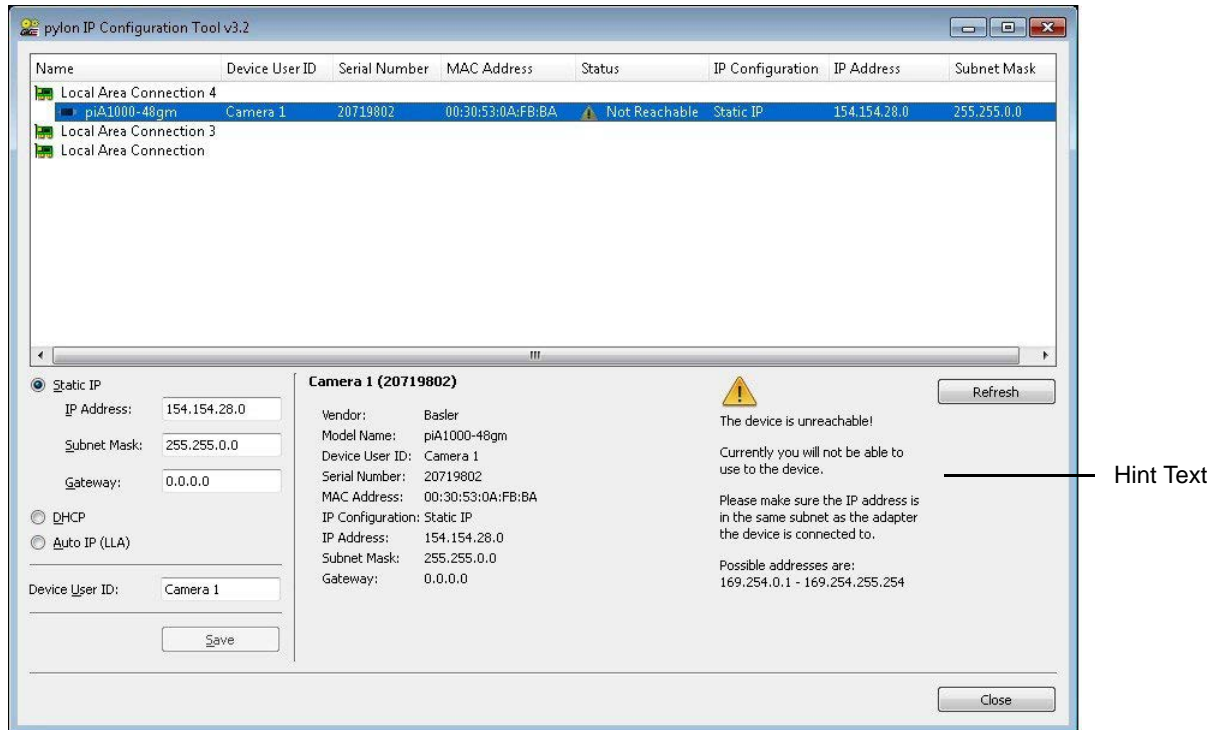 pylon IP Configuration Tool v3.2
Name Device User ID Serial Number MAC Address Status IP Configuration IP Address Subnet Mask
Local Area Connection 4
piA1000-48gm Camera 1 20719802 00:30:53:0A:FB:BA Not Reachable Static IP 154.154.28.0 255.255.0.0
Local Area Connection 3
Local Area Connection
Static IP
IP Address: 154.154.28.0
Subnet Mask: 255.255.0.0
Gateway: 0.0.0.0
DHCP
Auto IP (LLA)
Device User ID: Camera 1
Save
Camera 1 (20719802)
Vendor: Basler
Model Name: piA1000-48gm
Device User ID: Camera 1
Serial Number: 20719802
MAC Address: 00:30:53:0A:FB:BA
IP Configuration: Static IP
IP Address: 154.154.28.0
Subnet Mask: 255.255.0.0
Gateway: 0.0.0.0
The device is unreachable!
Currently you will not be able to
use to the device.
Please make sure the IP address is
in the same subnet as the adapter
the device is connected to.
Possible addresses are:
169.254.0.1 - 169.254.255.254
Refresh
Hint Text
Close